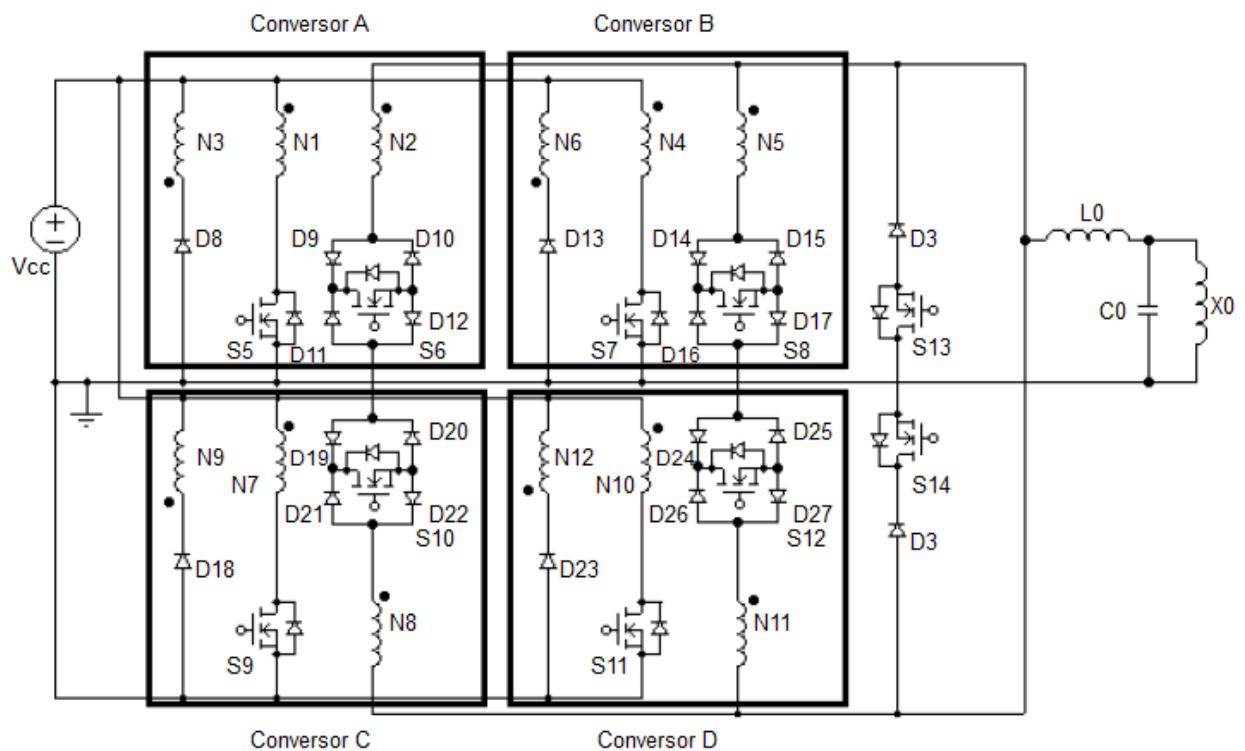 Conversor A
Conversor B
N3
N1
N2
N6
N4
N5
L0
D8
D9
D10
D13
D14
D15
D3
Vcc
C0
X0
D12
D17
S5
D11
S6
S7
D16
S8
S13
D20
D25
N9
D19
N12
D24
S14
N7
N10
D21
D22
D26
D27
S10
S12
D3
D18
D23
N8
N11
S9
S11
Conversor C
Conversor D